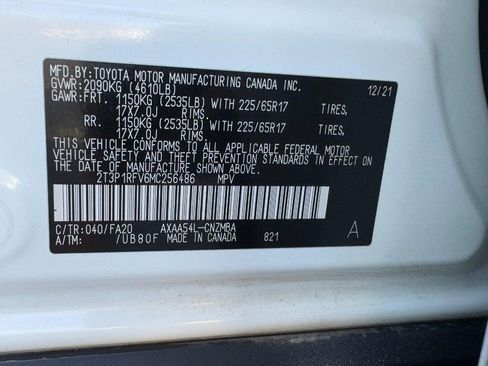 MFD.BY:TOYOTA MOTOR MANUFACTURING CANADA INC. 12/21
GVWR:2090KG (4610LB)
GAWR:FRT. 1150KG (2535LB) WITH 225/65R17 TIRES,
17X7.0J RIMS.
RR. 1150KG (2535LB) WITH 225/65R17 TIRES,
17X7.0J RIMS.
THIS VEHICLE CONFORMS TO ALL APPLICABLE FEDERAL MOTOR
VEHICLE SAFETY AND THEFT PREVENTION STANDARDS IN EFFECT ON
THE DATE OF MANUFACTURE SHOWN ABOVE.
2T3P1RFV6MC256486 MPV
C/TR:040/FA20 AXAA54L-CNZMBA
A/TM: /UB80F MADE IN CANADA 821 A